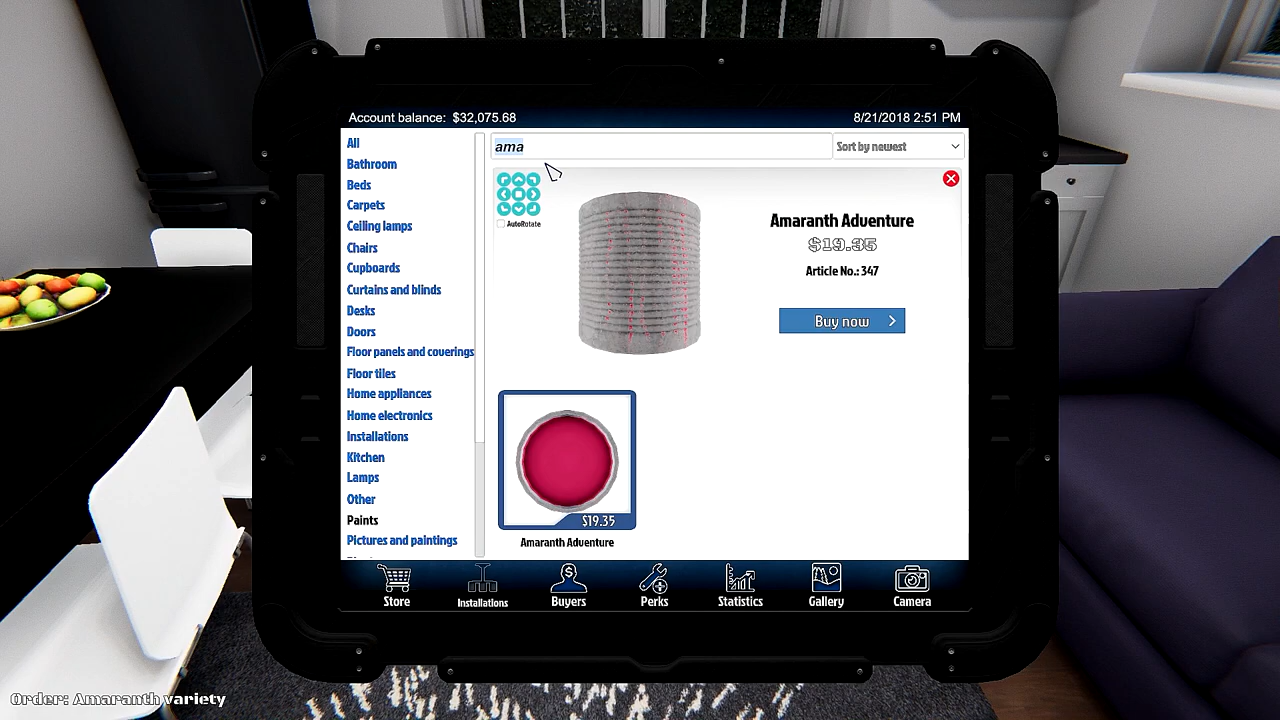 Account balance: $32,075.68
8/21/2018 2:51 PM
All
Bathroom
Beds
Carpets
Ceiling lamps
Chairs
Cupboards
Curtains and blinds
Desks
Doors
Floor panels and coverings
Floor tiles
Home appliances
Home electronics
Installations
Kitchen
Lamps
Other
Paints
Pictures and paintings
ama
Sort by newest
AutoRotate
Amaranth Adventure
$19.35
Article No.: 347
Buy now
$19.35
Amaranth Adventure
Store
Installations
Buyers
Perks
Statistics
Gallery
Camera
Order: Amaranth variety